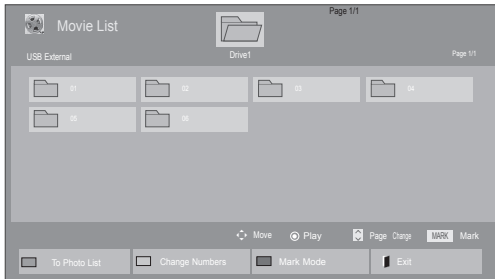 Page 1/1
Movie List
USB External
Drive1
Page 1/1
01 02 03 04
05 06
Move Play Page Change MARK Mark
To Photo List Change Numbers Mark Mode Exit